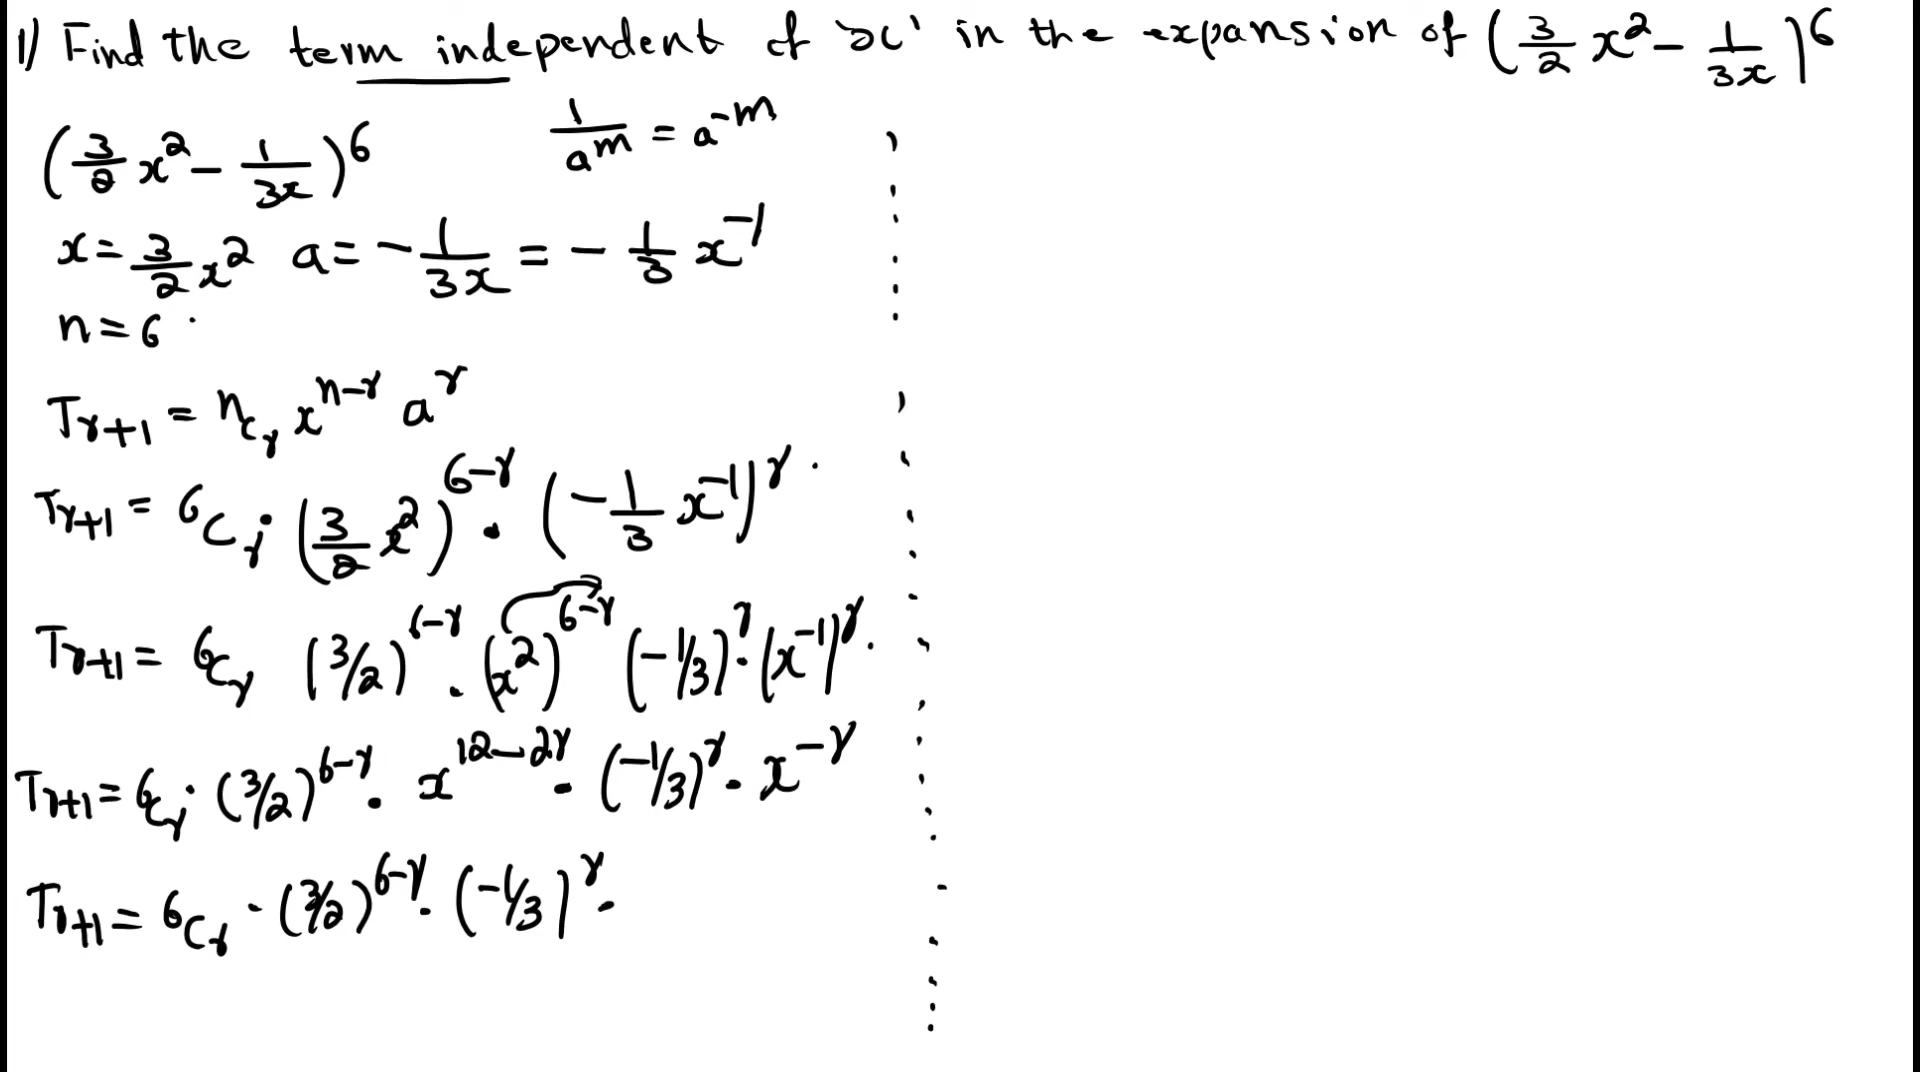 1) Find the term independent of 'x' in the expansion of (3/2 x² - 1/3x)⁶
(3/2 x² - 1/3x)⁶ 1/aᵐ = a⁻ᵐ
x = 3/2 x² a = - 1/3x = - 1/3 x⁻¹
n = 6
Tᵣ₊₁ = nCᵣ xⁿ⁻ʳ aʳ
Tᵣ₊₁ = ⁶Cᵣ (3/2 x²)⁶⁻ʳ · (- 1/3 x⁻¹)ʳ.
Tᵣ₊₁ = ⁶Cᵣ (3/2)⁶⁻ʳ · (x²)⁶⁻ʳ (-1/3)ʳ · (x⁻¹)ʳ.
Tᵣ₊₁ = ⁶Cᵣ · (3/2)⁶⁻ʳ · x¹²⁻²ʳ · (-1/3)ʳ · x⁻ʳ
Tᵣ₊₁ = ⁶Cᵣ · (3/2)⁶⁻ʳ · (-1/3)ʳ ·